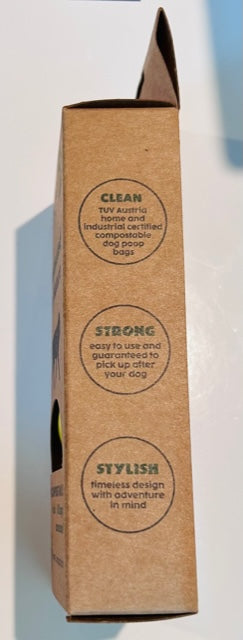 CLEAN
TUV Austria
home and
industrial certified
compostable
dog poop
bags
STRONG
easy to use and
guaranteed to
pick up after
your dog
STYLISH
timeless design
with adventure
in mind